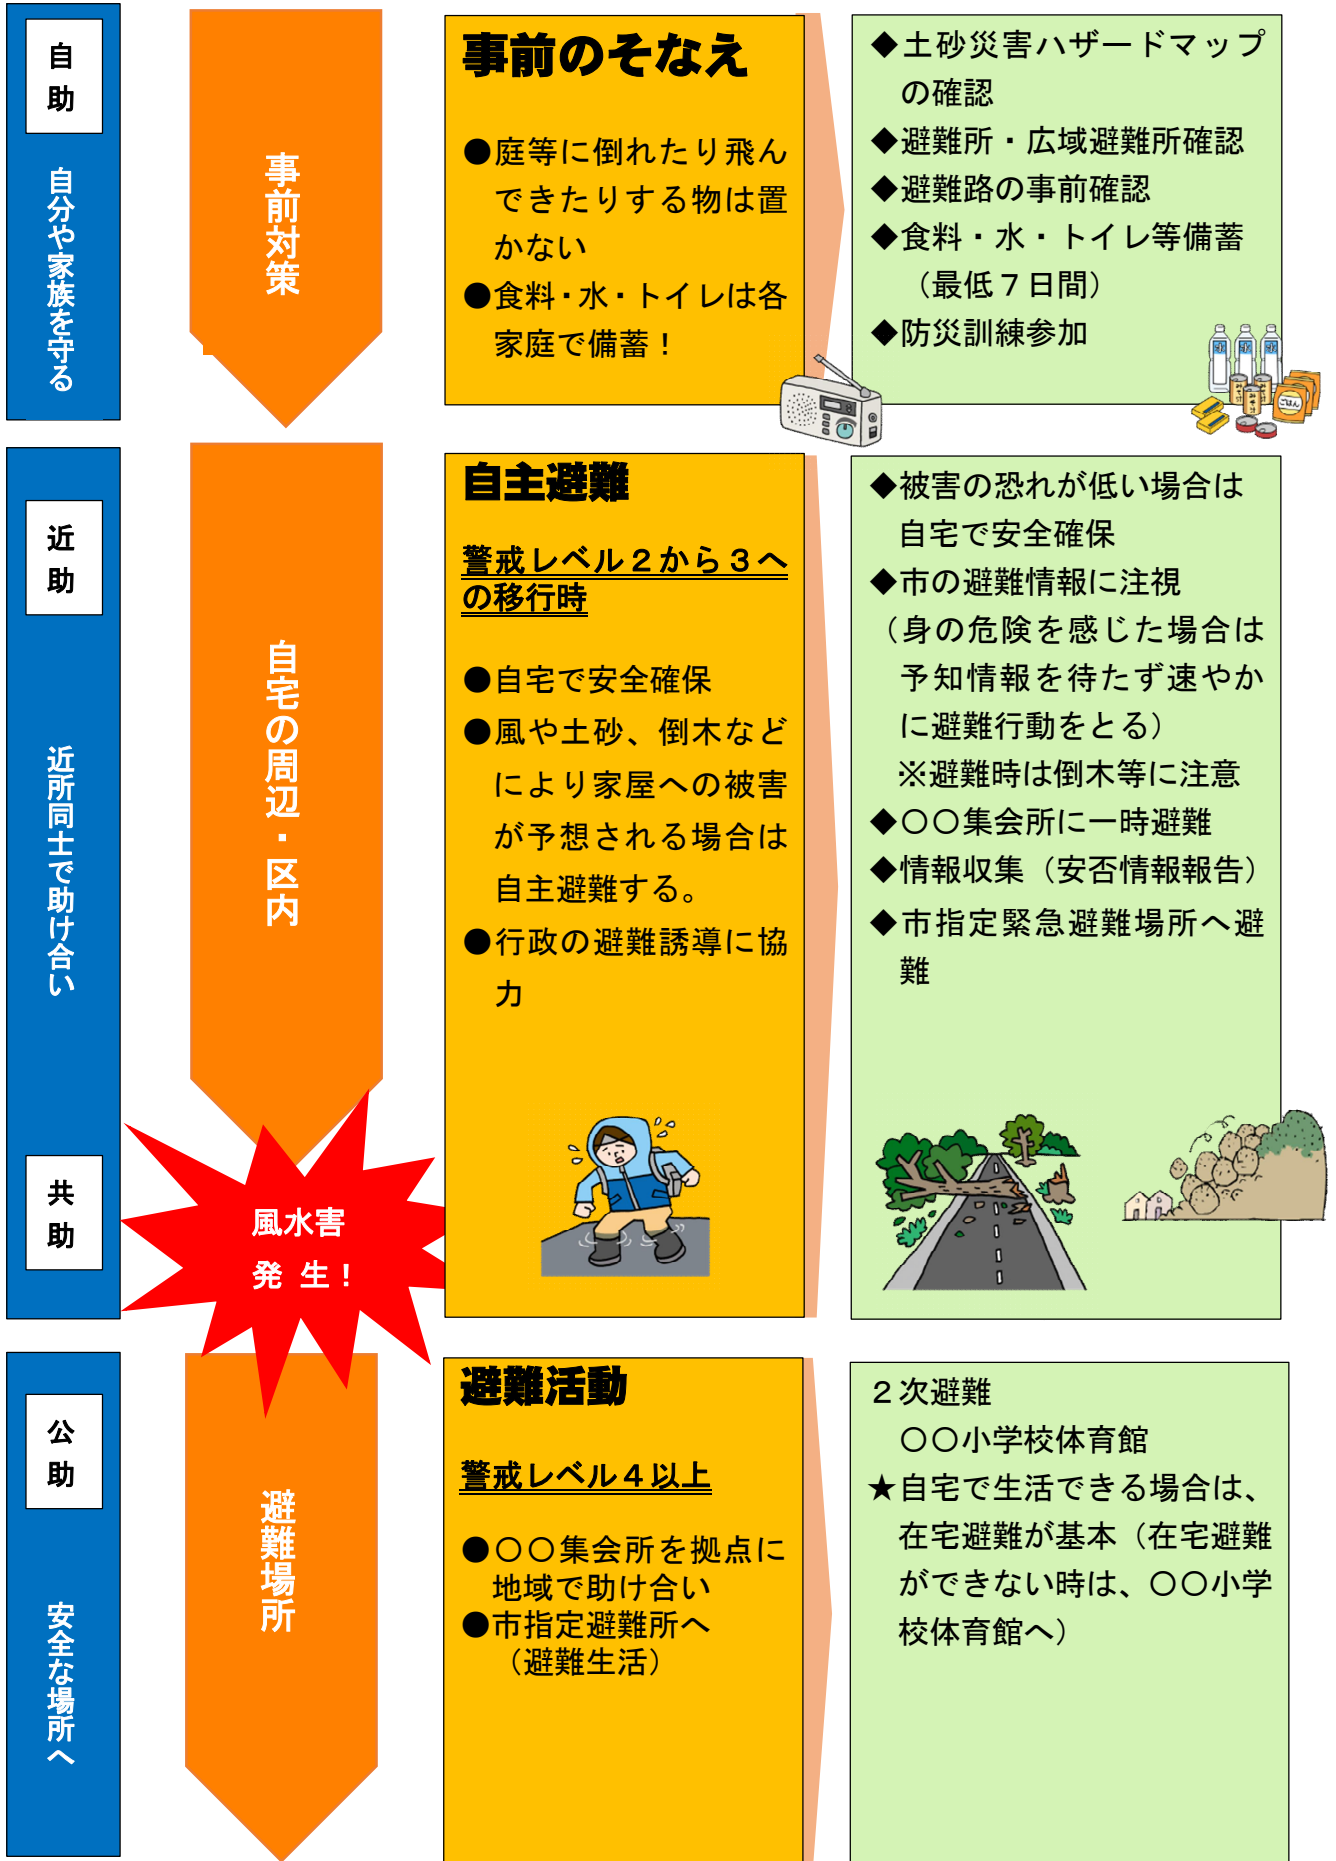 自
助
自分や家族を守る
事前対策
事前のそなえ
●庭等に倒れたり飛ん
できたりする物は置
かない
●食料・水・トイレは各
家庭で備蓄！
◆土砂災害ハザードマップ
の確認
◆避難所・広域避難所確認
◆避難路の事前確認
◆食料・水・トイレ等備蓄
（最低７日間）
◆防災訓練参加
水
水
水
ごはん
近
助
近所同士で助け合い
共
助
自宅の周辺・区内
風水害
発 生！
自主避難
警戒レベル２から３へ
の移行時
●自宅で安全確保
●風や土砂、倒木など
により家屋への被害
が予想される場合は
自主避難する。
●行政の避難誘導に協
力
◆被害の恐れが低い場合は
自宅で安全確保
◆市の避難情報に注視
（身の危険を感じた場合は
予知情報を待たず速やか
に避難行動をとる）
※避難時は倒木等に注意
◆〇〇集会所に一時避難
◆情報収集（安否情報報告）
◆市指定緊急避難場所へ避
難
公
助
安全な場所へ
避難場所
避難活動
警戒レベル４以上
●〇〇集会所を拠点に
地域で助け合い
●市指定避難所へ
（避難生活）
２次避難
〇〇小学校体育館
★自宅で生活できる場合は、
在宅避難が基本（在宅避難
ができない時は、〇〇小学
校体育館へ）